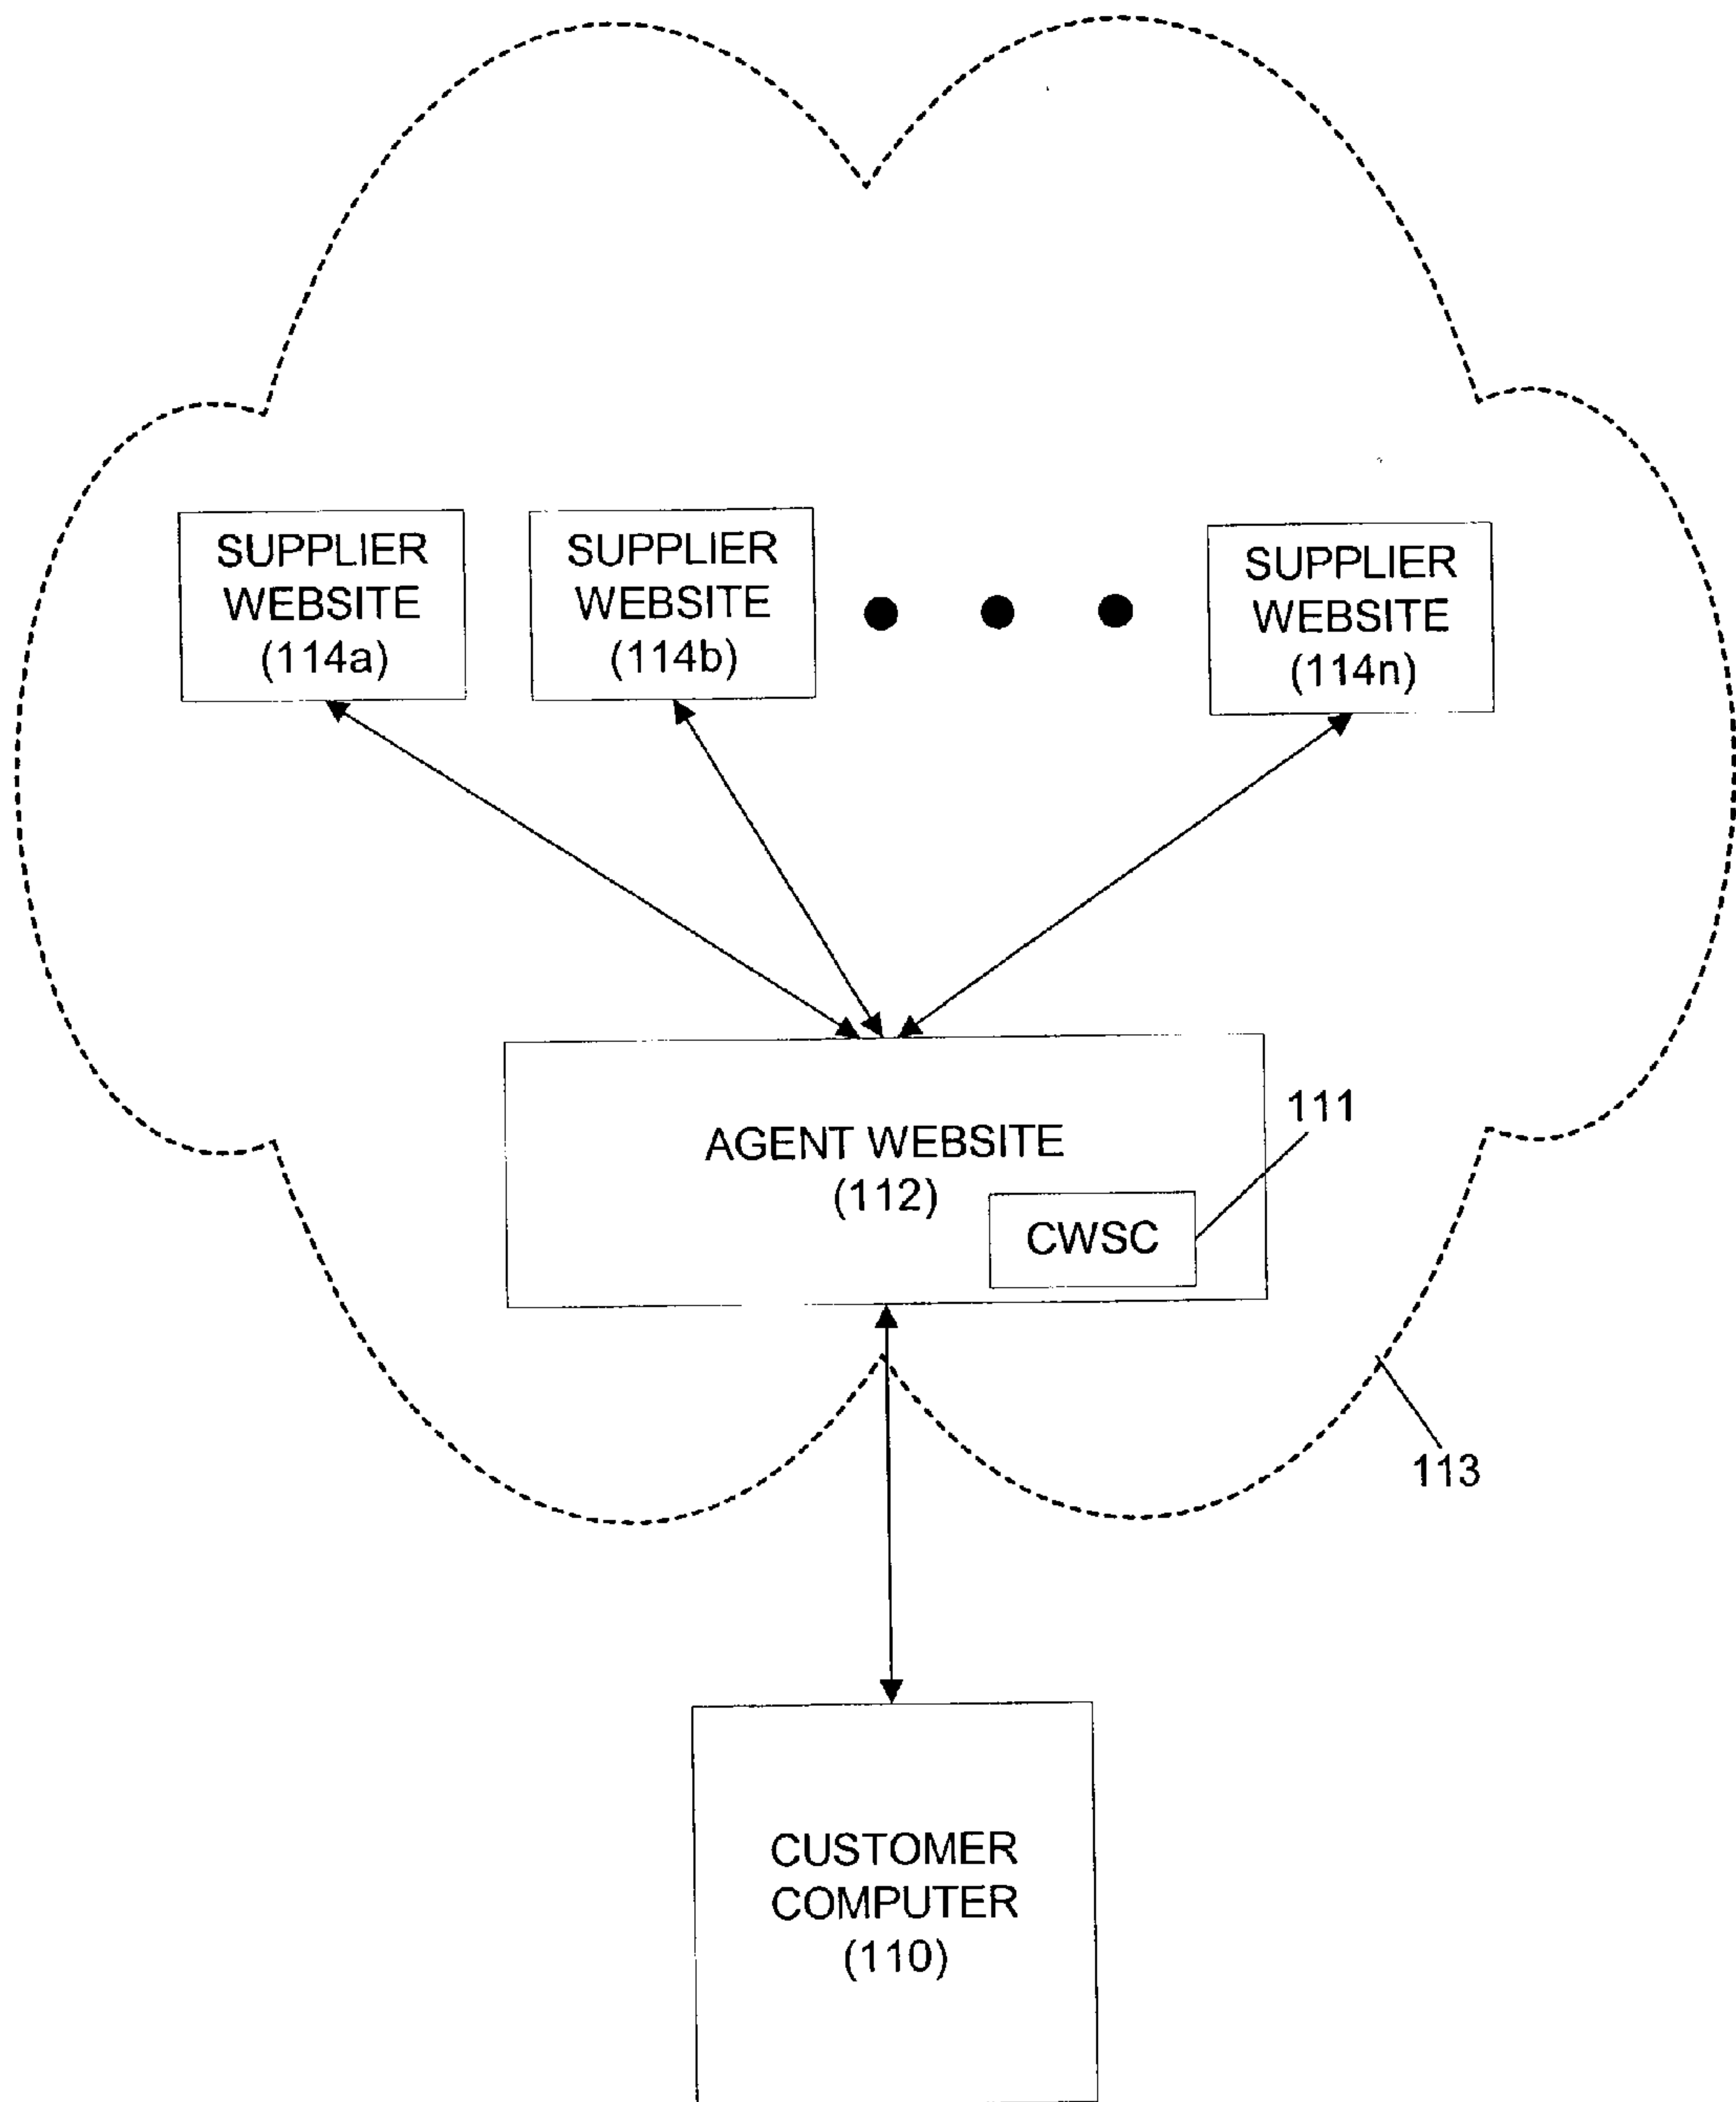 SUPPLIER
WEBSITE
(114a)
SUPPLIER
WEBSITE
(114b)
SUPPLIER
WEBSITE
(114n)
AGENT WEBSITE
(112)
111
CWSC
113
CUSTOMER
COMPUTER
(110)